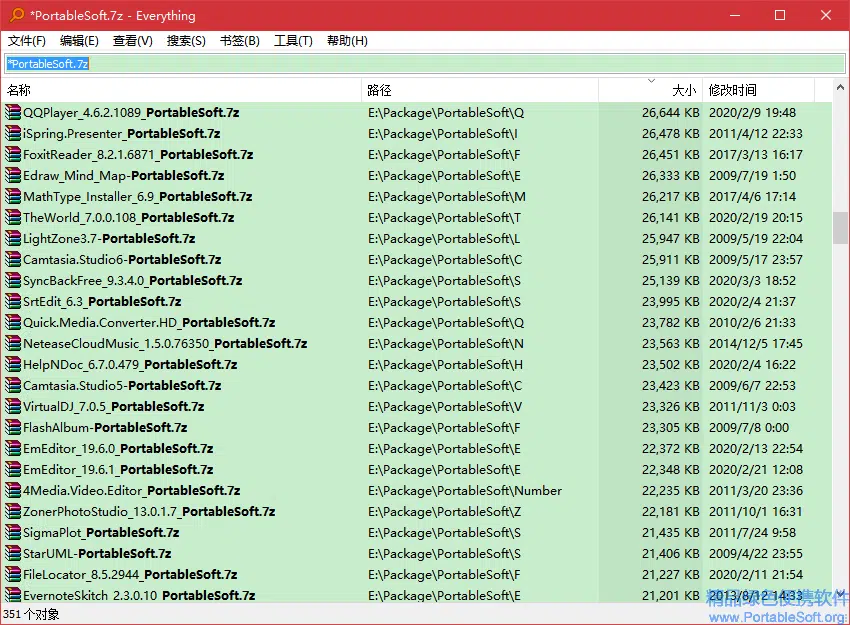 *PortableSoft.7z - Everything
文件(F) 编辑(E) 查看(V) 搜索(S) 书签(B) 工具(T) 帮助(H)
*PortableSoft.7z
名称 路径 大小 修改时间
QQPlayer_4.6.2.1089_PortableSoft.7z E:\Package\PortableSoft\Q 26,644 KB 2020/2/9 19:48
iSpring.Presenter_PortableSoft.7z E:\Package\PortableSoft\I 26,478 KB 2011/4/12 22:33
FoxitReader_8.2.1.6871_PortableSoft.7z E:\Package\PortableSoft\F 26,451 KB 2017/3/13 16:17
Edraw_Mind_Map-PortableSoft.7z E:\Package\PortableSoft\E 26,333 KB 2009/7/19 1:50
MathType_Installer_6.9_PortableSoft.7z E:\Package\PortableSoft\M 26,217 KB 2017/4/6 17:14
TheWorld_7.0.0.108_PortableSoft.7z E:\Package\PortableSoft\T 26,141 KB 2020/2/19 20:15
LightZone3.7-PortableSoft.7z E:\Package\PortableSoft\L 25,947 KB 2009/5/19 22:04
Camtasia.Studio6-PortableSoft.7z E:\Package\PortableSoft\C 25,911 KB 2009/5/17 23:57
SyncBackFree_9.3.4.0_PortableSoft.7z E:\Package\PortableSoft\S 25,139 KB 2020/3/3 18:52
SrtEdit_6.3_PortableSoft.7z E:\Package\PortableSoft\S 23,995 KB 2020/2/4 21:37
Quick.Media.Converter.HD_PortableSoft.7z E:\Package\PortableSoft\Q 23,782 KB 2010/2/6 21:33
NeteaseCloudMusic_1.5.0.76350_PortableSoft.7z E:\Package\PortableSoft\N 23,563 KB 2014/12/5 17:45
HelpNDoc_6.7.0.479_PortableSoft.7z E:\Package\PortableSoft\H 23,502 KB 2020/2/4 16:22
Camtasia.Studio5-PortableSoft.7z E:\Package\PortableSoft\C 23,423 KB 2009/6/7 22:53
VirtualDJ_7.0.5_PortableSoft.7z E:\Package\PortableSoft\V 23,326 KB 2011/11/3 0:03
FlashAlbum-PortableSoft.7z E:\Package\PortableSoft\F 23,305 KB 2009/7/8 0:00
EmEditor_19.6.0_PortableSoft.7z E:\Package\PortableSoft\E 22,372 KB 2020/2/13 22:54
EmEditor_19.6.1_PortableSoft.7z E:\Package\PortableSoft\E 22,348 KB 2020/2/21 12:08
4Media.Video.Editor_PortableSoft.7z E:\Package\PortableSoft\Number 22,235 KB 2011/3/20 23:36
ZonerPhotoStudio_13.0.1.7_PortableSoft.7z E:\Package\PortableSoft\Z 22,181 KB 2011/10/1 16:31
SigmaPlot_PortableSoft.7z E:\Package\PortableSoft\S 21,435 KB 2011/7/24 9:58
StarUML-PortableSoft.7z E:\Package\PortableSoft\S 21,406 KB 2009/4/22 23:55
FileLocator_8.5.2944_PortableSoft.7z E:\Package\PortableSoft\F 21,227 KB 2020/2/11 21:54
EvernoteSkitch_2.3.0.10_PortableSoft.7z E:\Package\PortableSoft\E 21,201 KB 2013/8/12 14:33
精品绿色便携软件
351 个对象
www.PortableSoft.org